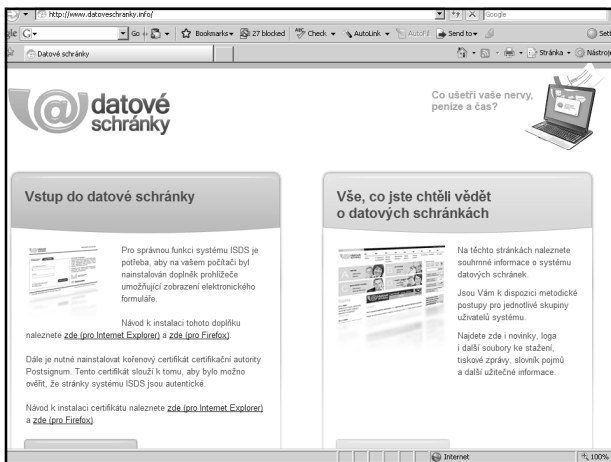 http://www.datoveschranky.info/
Google
gle G Go Bookmarks 27 blocked ABC Check AutoLink AutoFill Send to Sett
Datové schránky
Stránka Nástroje
datové
schránky
Co ušetří vaše nervy,
peníze a čas?
Vstup do datové schránky
Pro správnou funkci systému ISDS je
potřeba, aby na vašem počítači byl
nainstalován doplněk prohlížeče
umožňující zobrazení elektronického
formuláře.
Návod k instalaci tohoto doplňku
naleznete zde (pro Internet Explorer) a zde (pro Firefox).
Dále je nutné nainstalovat kořenový certifikát certifikační autority
Postsignum. Tento certifikát slouží k tomu, aby bylo možno
ověřit, že stránky systému ISDS jsou autentické.
Návod k instalaci certifikátu naleznete zde (pro Internet Explorer)
a zde (pro Firefox).
Vše, co jste chtěli vědět
o datových schránkách
Na těchto stránkách naleznete
souhrnné informace o systému
datových schránek.
Jsou Vám k dispozici metodické
postupy pro jednotlivé skupiny
uživatelů systému.
Najdete zde i novinky, loga
i další soubory ke stažení,
tiskové zprávy, slovník pojmů
a další užitečné informace.
Internet
100%